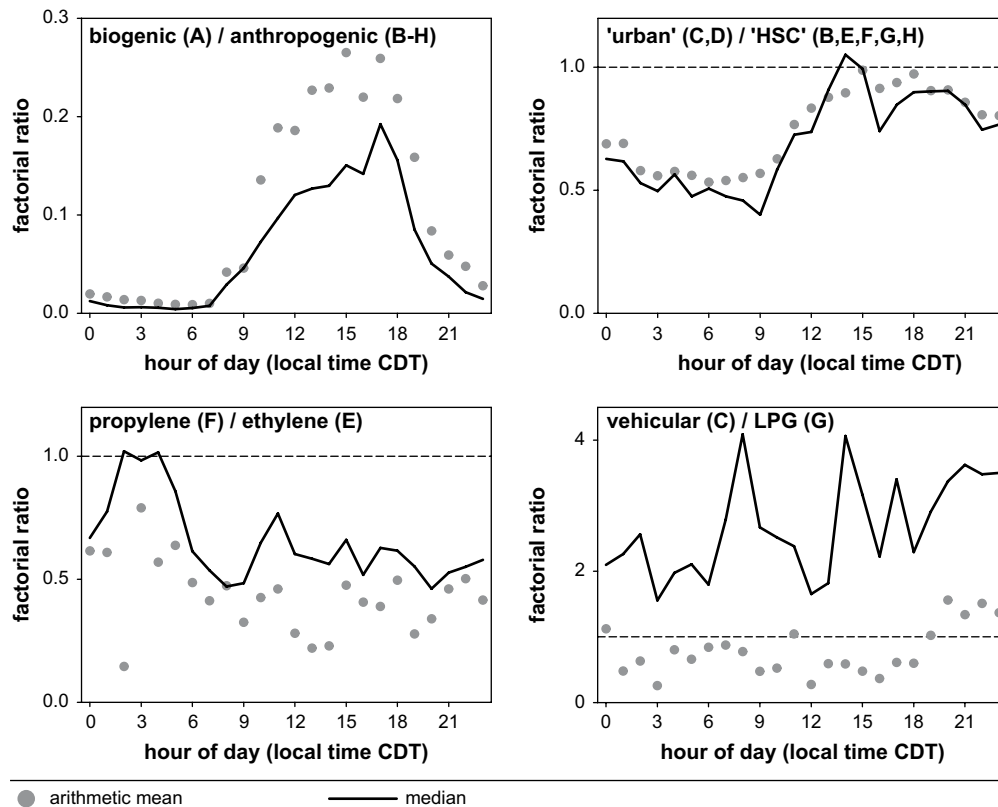 biogenic (A) / anthropogenic (B-H)
factorial ratio
0.3
0.2
0.1
0.0
0 3 6 9 12 15 18 21
hour of day (local time CDT)
'urban' (C,D) / 'HSC' (B,E,F,G,H)
factorial ratio
1.0
0.5
0.0
0 3 6 9 12 15 18 21
hour of day (local time CDT)
propylene (F) / ethylene (E)
factorial ratio
1.0
0.5
0.0
0 3 6 9 12 15 18 21
hour of day (local time CDT)
vehicular (C) / LPG (G)
factorial ratio
4
2
0
0 3 6 9 12 15 18 21
hour of day (local time CDT)
arithmetic mean
median